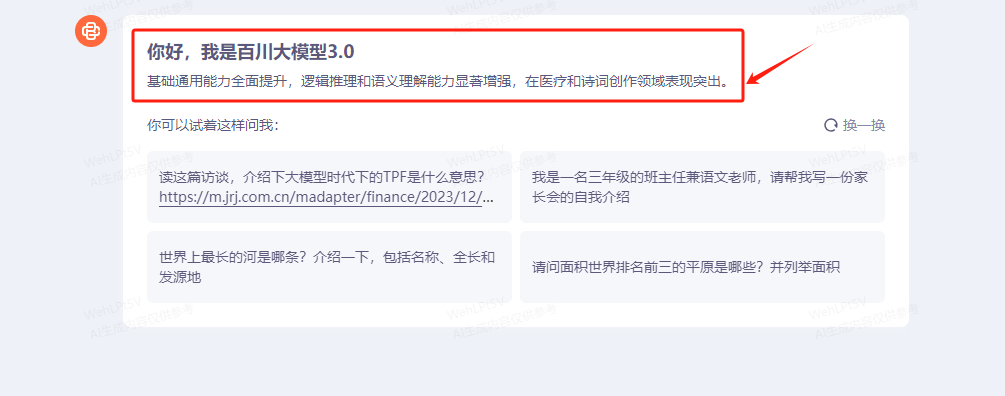 你好，我是百川大模型3.0
基础通用能力全面提升，逻辑推理和语义理解能力显著增强，在医疗和诗词创作领域表现突出。
你可以试着这样问我：
换一换
读这篇访谈，介绍下大模型时代下的TPF是什么意思？
https://m.jrj.com.cn/madapter/finance/2023/12/...
我是一名三年级的班主任兼语文老师，请帮我写一份家
长会的自我介绍
世界上最长的河是哪条？介绍一下，包括名称、全长和
发源地
请问面积世界排名前三的平原是哪些？并列举面积